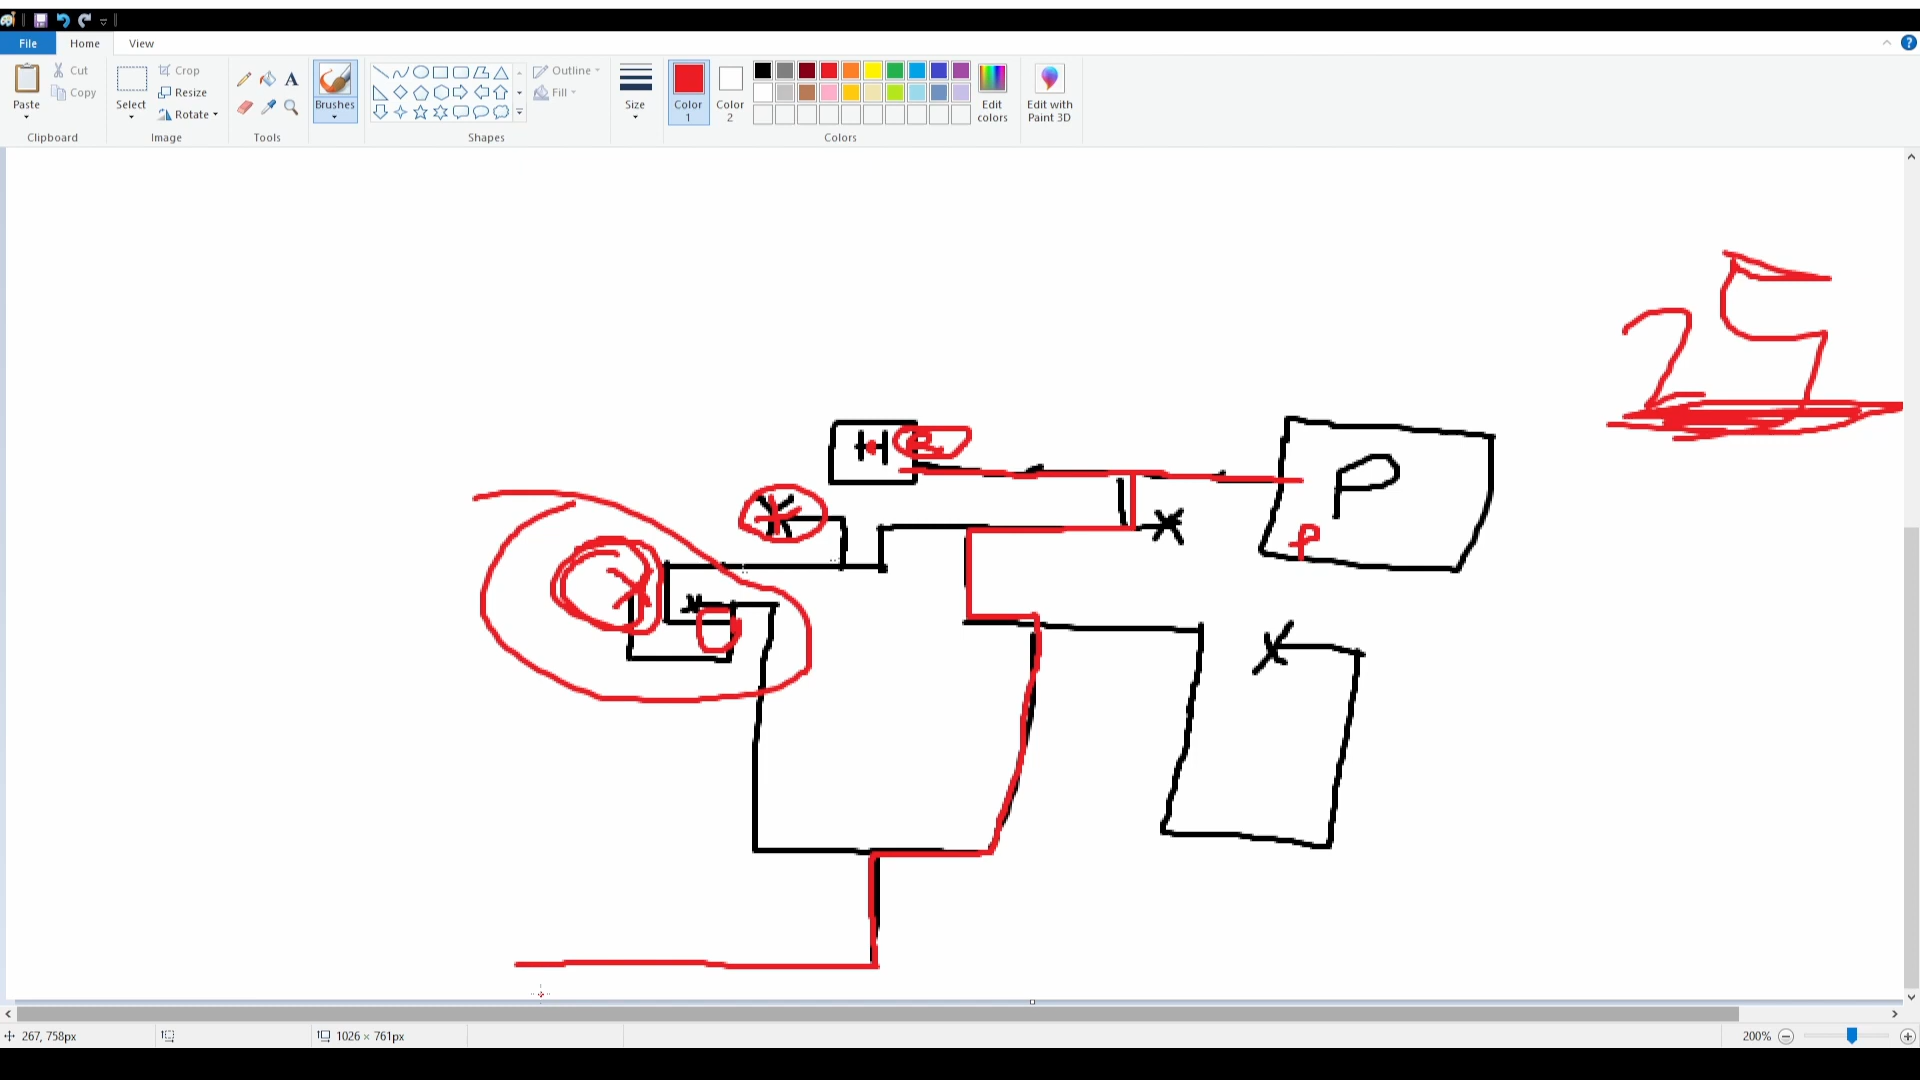 File Home View
Paste Cut Copy Clipboard
Select Crop Resize Rotate Image
A Tools
Brushes
Shapes
Outline Fill
Size
Color 1 Color 2
Edit colors
Colors
Edit with Paint 3D
25
H
P
P
267, 758px
1026 × 761px
200%